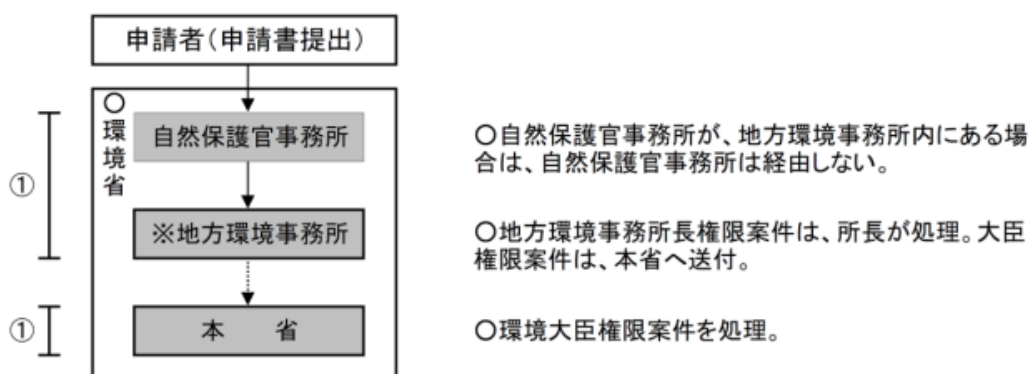 申請者(申請書提出)
○環境省
①
自然保護官事務所
○自然保護官事務所が、地方環境事務所内にある場
合は、自然保護官事務所は経由しない。
※地方環境事務所
○地方環境事務所長権限案件は、所長が処理。大臣
権限案件は、本省へ送付。
①
本　　省
○環境大臣権限案件を処理。